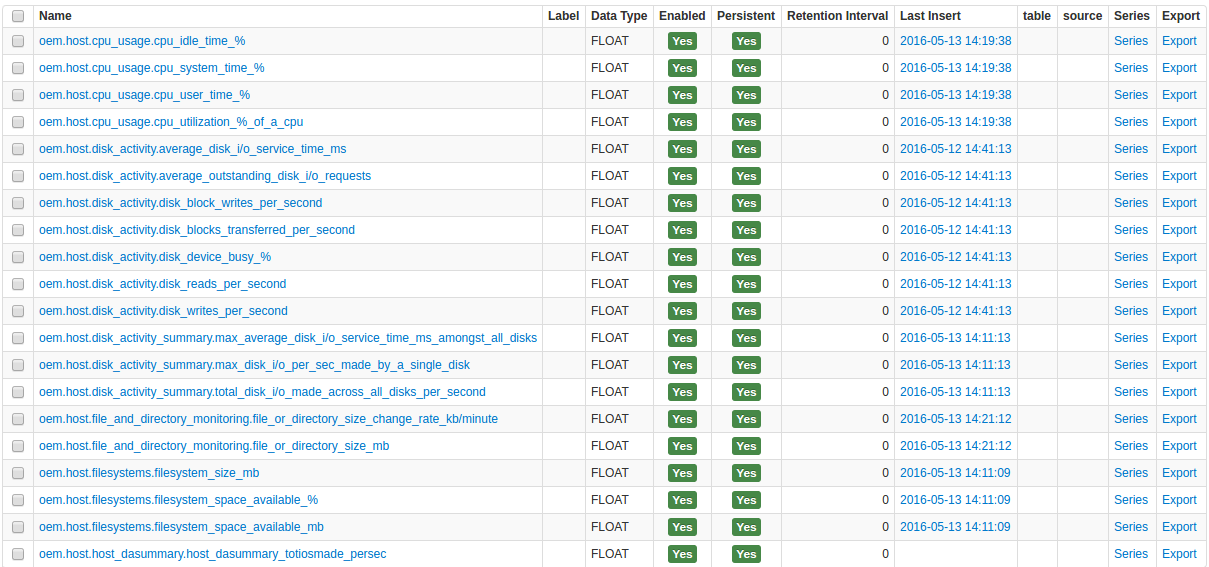 Name Label Data Type Enabled Persistent Retention Interval Last Insert table source Series Export
oem.host.cpu_usage.cpu_idle_time_% FLOAT Yes Yes 0 2016-05-13 14:19:38 Series Export
oem.host.cpu_usage.cpu_system_time_% FLOAT Yes Yes 0 2016-05-13 14:19:38 Series Export
oem.host.cpu_usage.cpu_user_time_% FLOAT Yes Yes 0 2016-05-13 14:19:38 Series Export
oem.host.cpu_usage.cpu_utilization_%_of_a_cpu FLOAT Yes Yes 0 2016-05-13 14:19:38 Series Export
oem.host.disk_activity.average_disk_i/o_service_time_ms FLOAT Yes Yes 0 2016-05-12 14:41:13 Series Export
oem.host.disk_activity.average_outstanding_disk_i/o_requests FLOAT Yes Yes 0 2016-05-12 14:41:13 Series Export
oem.host.disk_activity.disk_block_writes_per_second FLOAT Yes Yes 0 2016-05-12 14:41:13 Series Export
oem.host.disk_activity.disk_blocks_transferred_per_second FLOAT Yes Yes 0 2016-05-12 14:41:13 Series Export
oem.host.disk_activity.disk_device_busy_% FLOAT Yes Yes 0 2016-05-12 14:41:13 Series Export
oem.host.disk_activity.disk_reads_per_second FLOAT Yes Yes 0 2016-05-12 14:41:13 Series Export
oem.host.disk_activity.disk_writes_per_second FLOAT Yes Yes 0 2016-05-12 14:41:13 Series Export
oem.host.disk_activity_summary.max_average_disk_i/o_service_time_ms_amongst_all_disks FLOAT Yes Yes 0 2016-05-13 14:11:13 Series Export
oem.host.disk_activity_summary.max_disk_i/o_per_sec_made_by_a_single_disk FLOAT Yes Yes 0 2016-05-13 14:11:13 Series Export
oem.host.disk_activity_summary.total_disk_i/o_made_across_all_disks_per_second FLOAT Yes Yes 0 2016-05-13 14:11:13 Series Export
oem.host.file_and_directory_monitoring.file_or_directory_size_change_rate_kb/minute FLOAT Yes Yes 0 2016-05-13 14:21:12 Series Export
oem.host.file_and_directory_monitoring.file_or_directory_size_mb FLOAT Yes Yes 0 2016-05-13 14:21:12 Series Export
oem.host.filesystems.filesystem_size_mb FLOAT Yes Yes 0 2016-05-13 14:11:09 Series Export
oem.host.filesystems.filesystem_space_available_% FLOAT Yes Yes 0 2016-05-13 14:11:09 Series Export
oem.host.filesystems.filesystem_space_available_mb FLOAT Yes Yes 0 2016-05-13 14:11:09 Series Export
oem.host.host_dasummary.host_dasummary_totiosmade_persec FLOAT Yes Yes 0 Series Export